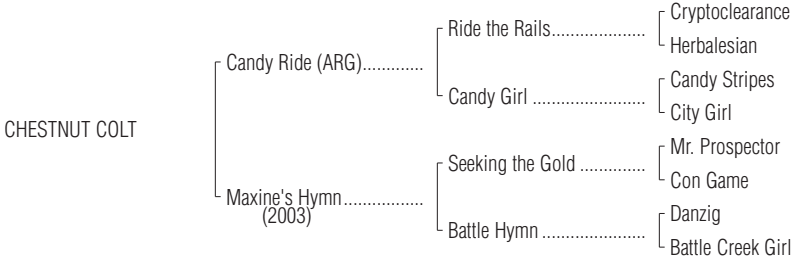 Cryptoclearance
Ride the Rails.....................
Herbalesian
Candy Ride (ARG).............
Candy Stripes
Candy Girl .........................
City Girl
CHESTNUT COLT
Mr. Prospector
Seeking the Gold ...............
Con Game
Maxine's Hymn.................
(2003)
Danzig
Battle Hymn .......................
Battle Creek Girl